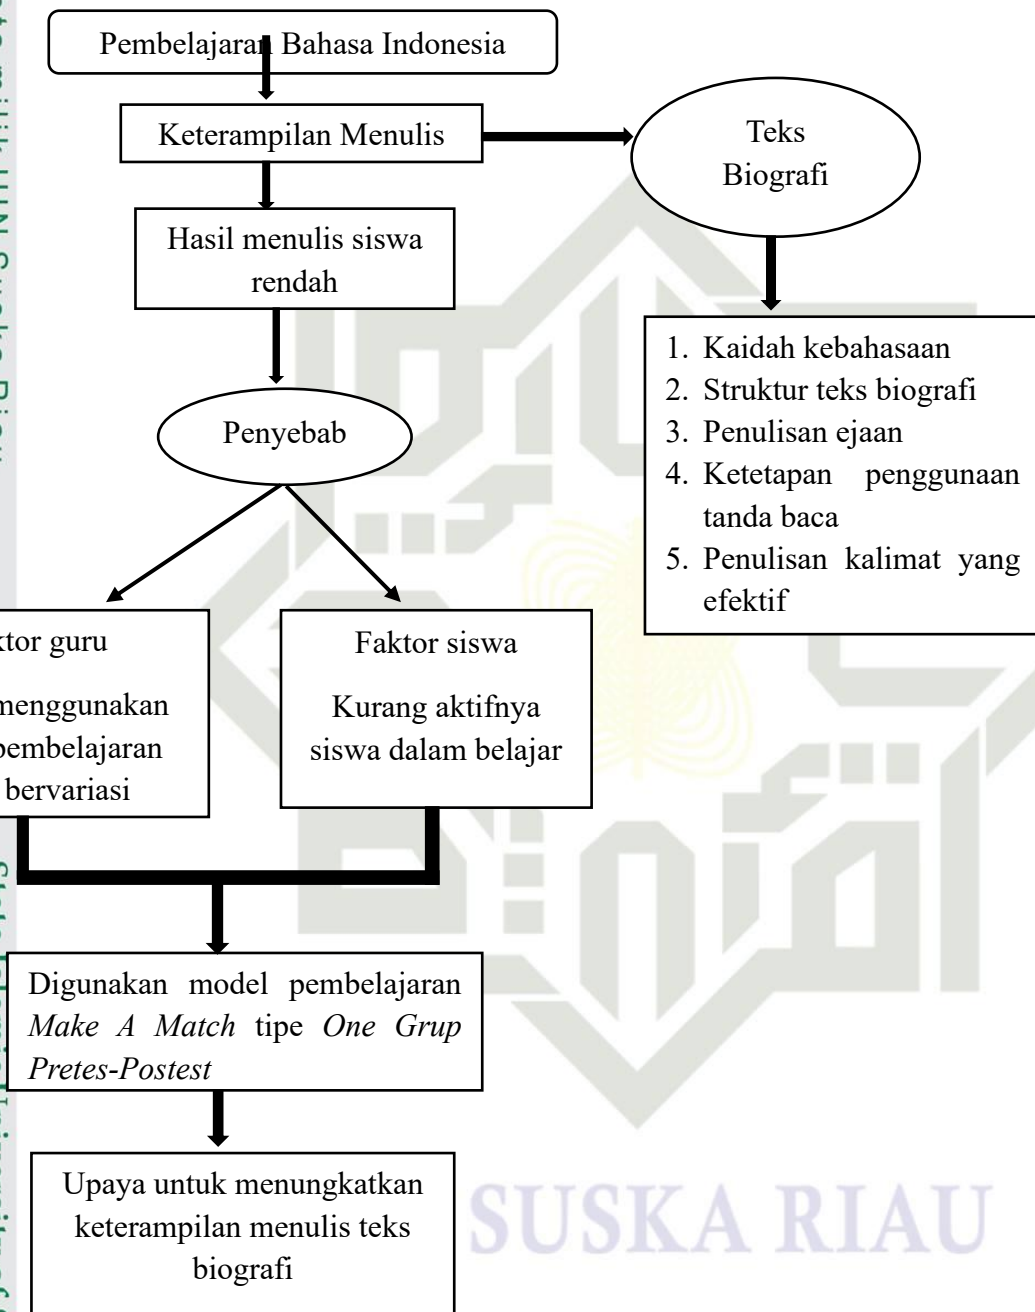 Pembelajaran Bahasa Indonesia
Keterampilan Menulis
Teks
Biografi
Hasil menulis siswa
rendah
1. Kaidah kebahasaan
2. Struktur teks biografi
3. Penulisan ejaan
4. Ketetapan penggunaan
tanda baca
5. Penulisan kalimat yang
efektif
Penyebab
guru
menggunakan
pembelajaran
bervariasi
Faktor siswa
Kurang aktifnya
siswa dalam belajar
Digunakan model pembelajaran
Make A Match tipe One Grup
Pretes-Postest
Upaya untuk menungkatkan
keterampilan menulis teks
biografi
SUSKA RIAU